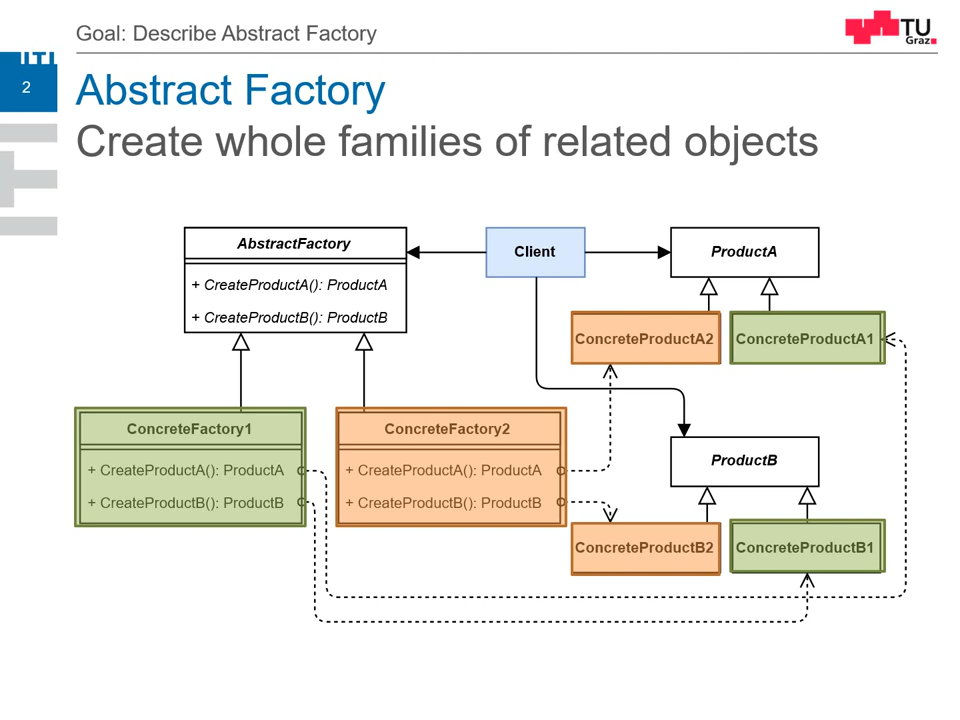 Goal: Describe Abstract Factory
TU
Graz
2
Abstract Factory
Create whole families of related objects
AbstractFactory
+ CreateProductA(): ProductA
+ CreateProductB(): ProductB
Client
ProductA
ConcreteProductA2
ConcreteProductA1
ConcreteFactory1
+ CreateProductA(): ProductA
+ CreateProductB(): ProductB
ConcreteFactory2
+ CreateProductA(): ProductA
+ CreateProductB(): ProductB
ProductB
ConcreteProductB2
ConcreteProductB1